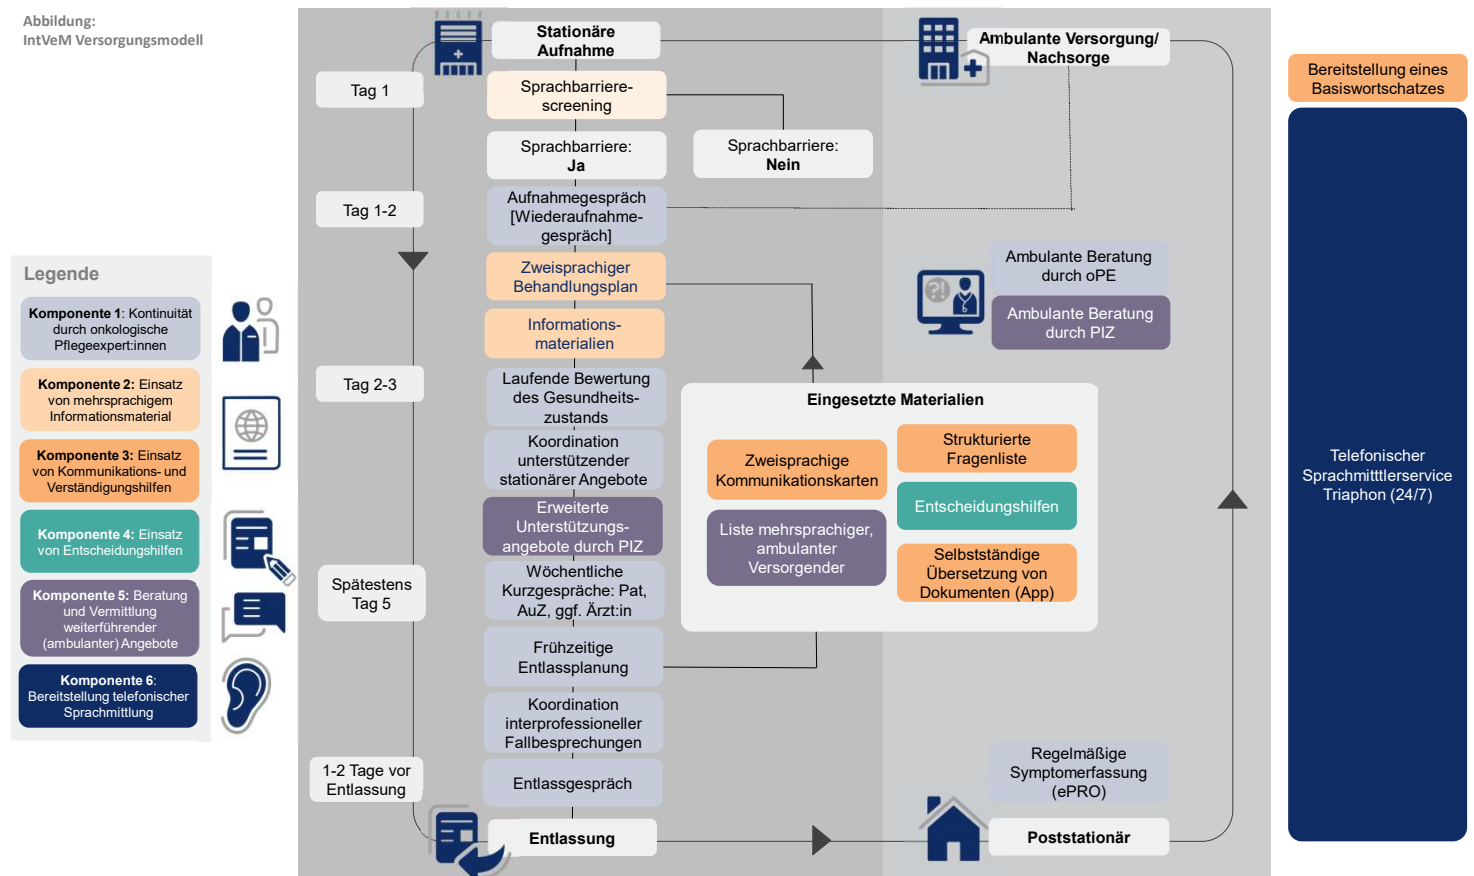 Abbildung:
IntVeM Versorgungsmodell
Legende
Komponente 1: Kontinuität
durch onkologische
Pflegeexpert:innen
Komponente 2: Einsatz
von mehrsprachigem
Informationsmaterial
Komponente 3: Einsatz
von Kommunikations- und
Verständigungshilfen
Komponente 4: Einsatz
von Entscheidungshilfen
Komponente 5: Beratung
und Vermittlung
weiterführender
(ambulanter) Angebote
Komponente 6:
Bereitstellung telefonischer
Sprachmittlung
Tag 1
Tag 1-2
Tag 2-3
Spätestens
Tag 5
1-2 Tage vor
Entlassung
Stationäre
Aufnahme
Sprachbarriere-
screening
Sprachbarriere:
Ja
Sprachbarriere:
Nein
Aufnahmegespräch
[Wiederaufnahme-
gespräch]
Zweisprachiger
Behandlungsplan
Informations-
materialien
Laufende Bewertung
des Gesundheits-
zustands
Koordination
unterstützender
stationärer Angebote
Erweiterte
Unterstützungs-
angebote durch PIZ
Wöchentliche
Kurzgespräche: Pat,
AuZ, ggf. Ärzt:in
Frühzeitige
Entlassplanung
Koordination
interprofessioneller
Fallbesprechungen
Entlassgespräch
Entlassung
Eingesetzte Materialien
Zweisprachige
Kommunikationskarten
Liste mehrsprachiger,
ambulanter
Versorgender
Strukturierte
Fragenliste
Entscheidungshilfen
Selbstständige
Übersetzung von
Dokumenten (App)
Ambulante Versorgung/
Nachsorge
?!
Ambulante Beratung
durch oPE
Ambulante Beratung
durch PIZ
Regelmäßige
Symptomerfassung
(ePRO)
Poststationär
Bereitstellung eines
Basiswortschatzes
Telefonischer
Sprachmitttlerservice
Triaphon (24/7)